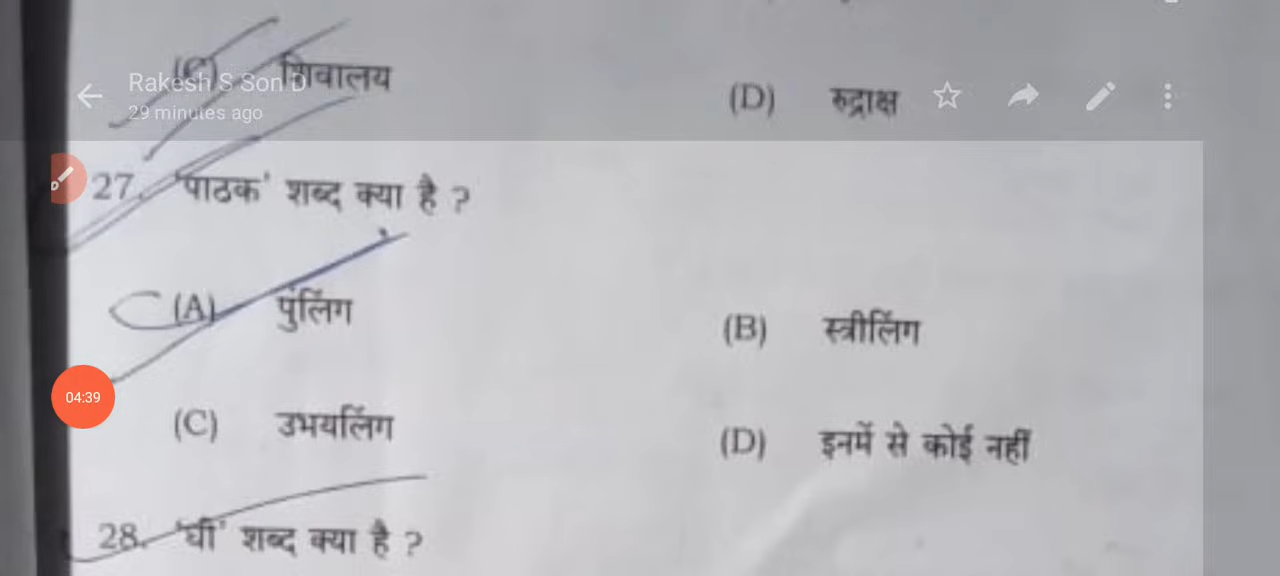 (C) शिवालय
Rakesh S Son D
29 minutes ago
(D) रुद्राक्ष
27. 'पाठक' शब्द क्या है ?
(A) पुंलिंग
(B) स्त्रीलिंग
04:39
(C) उभयलिंग
(D) इनमें से कोई नहीं
28. 'घी' शब्द क्या है ?